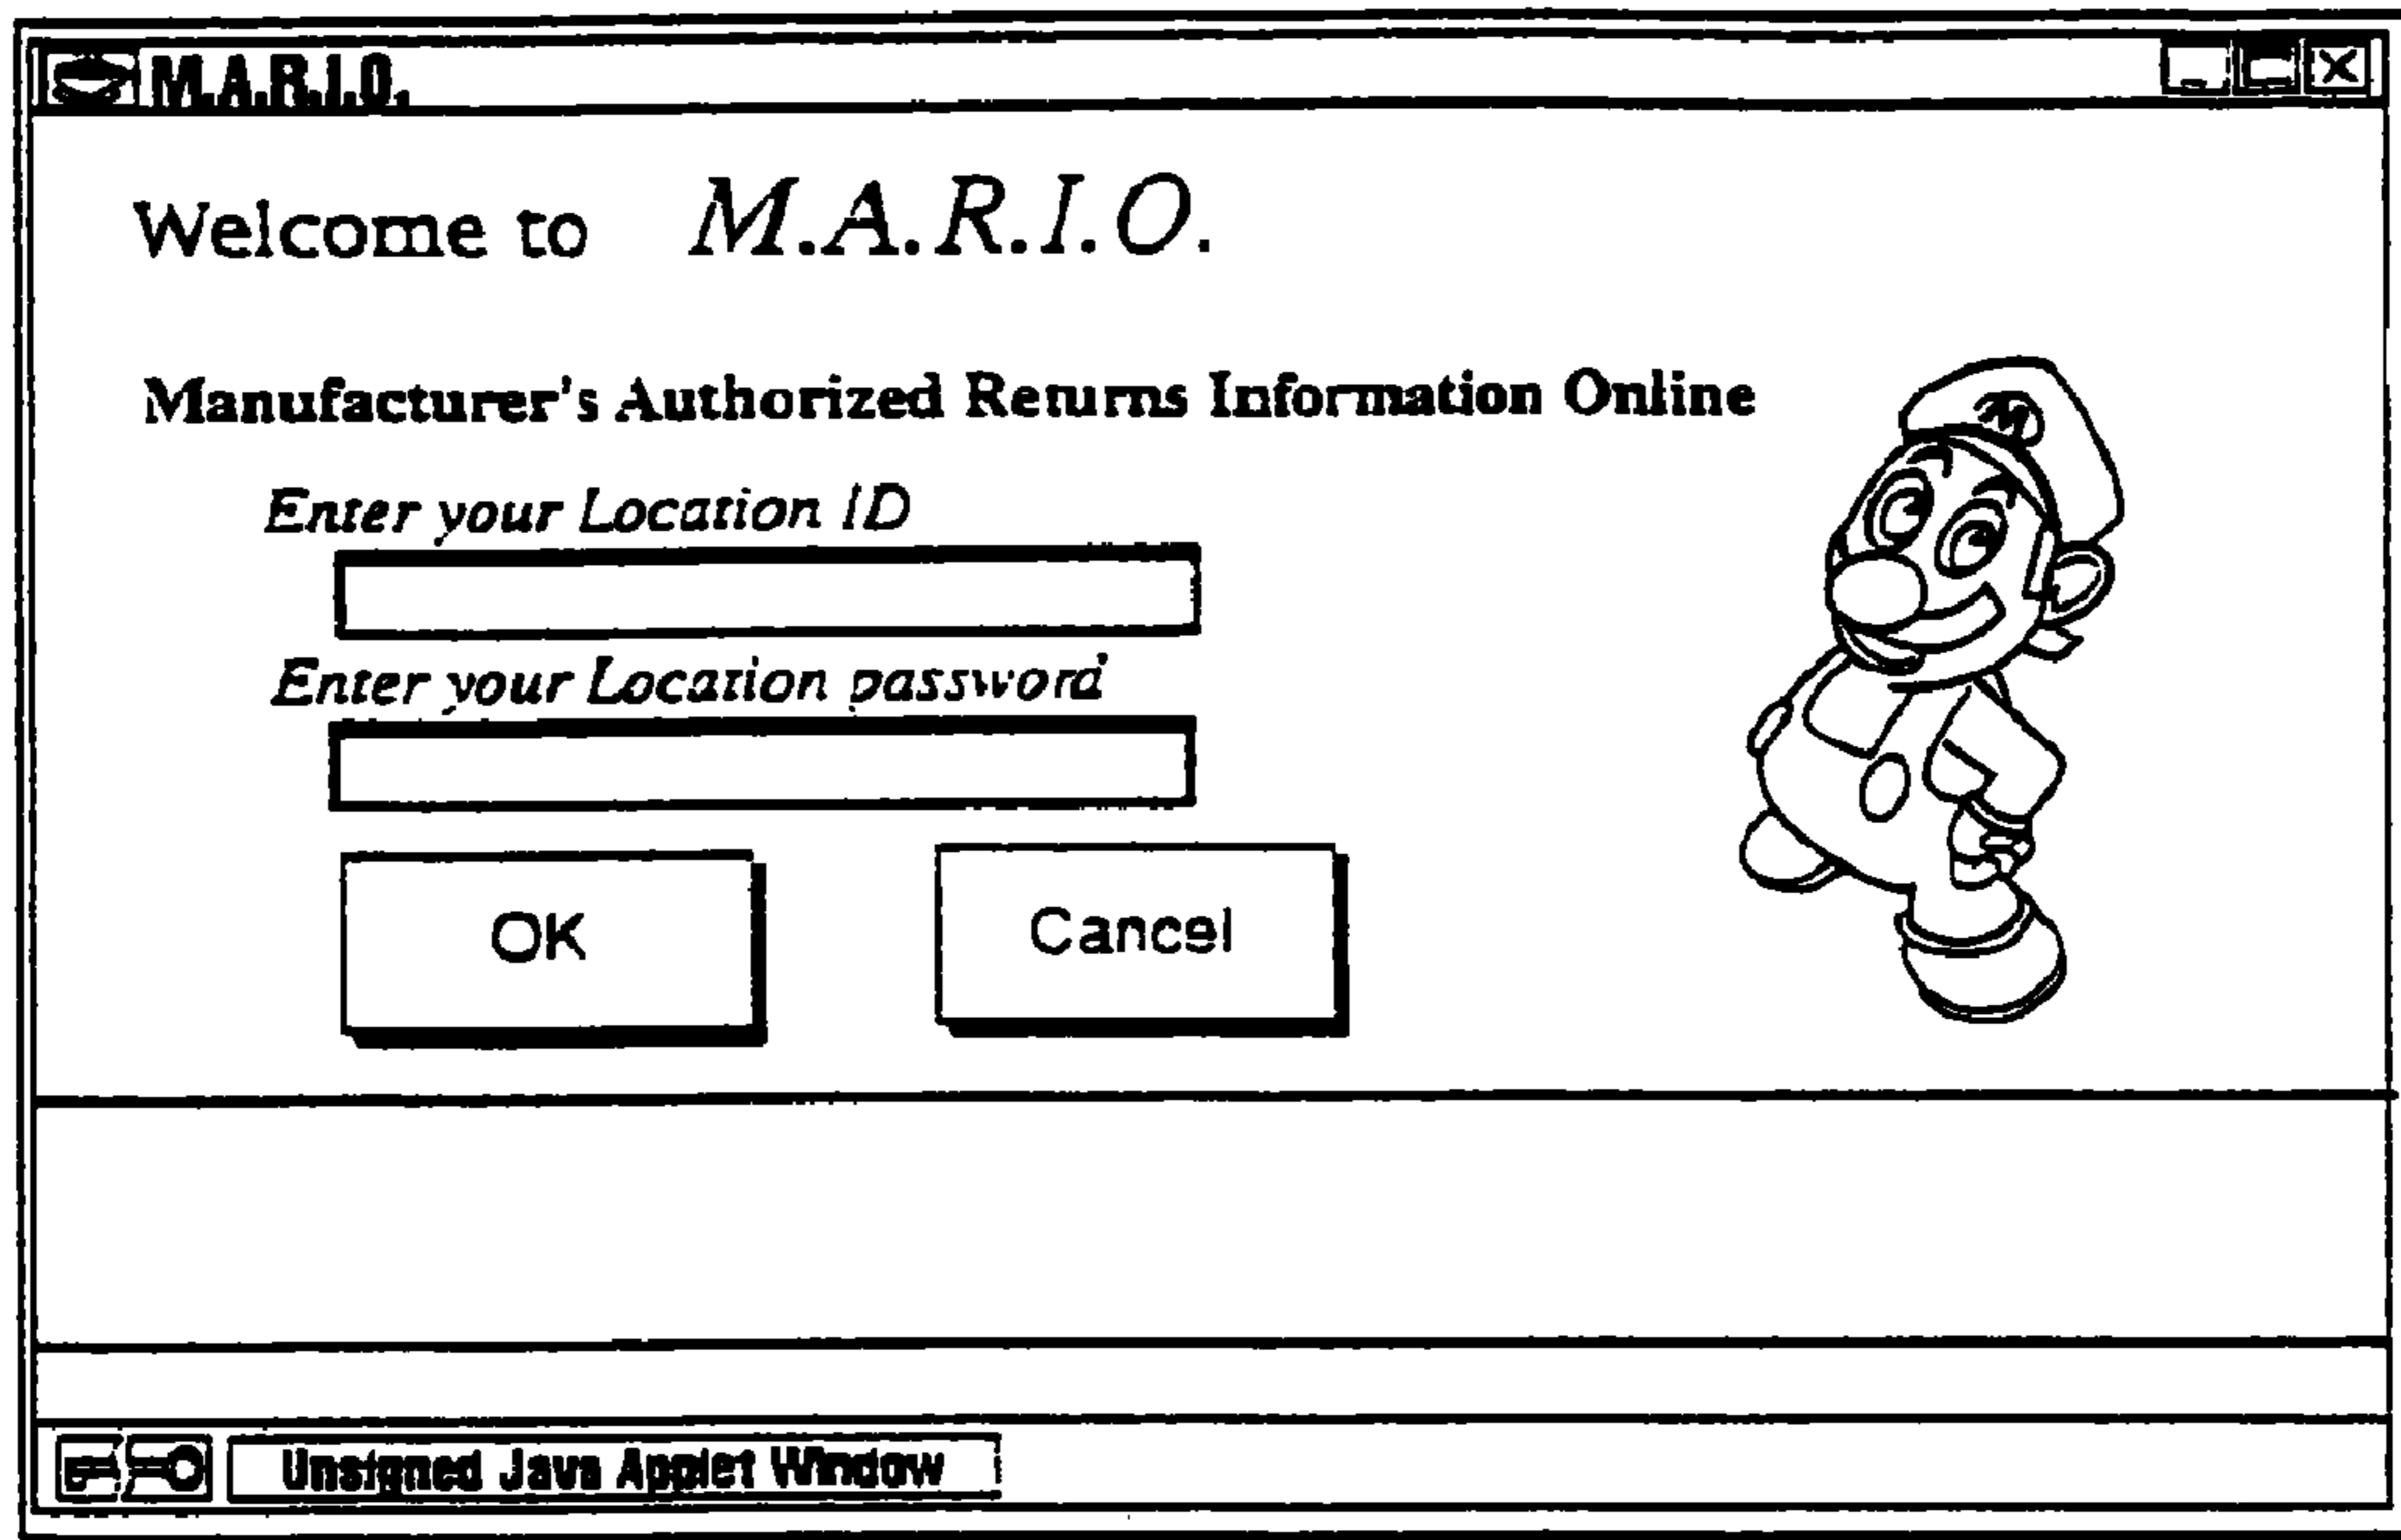 M.A.R.I.O.
Welcome to M.A.R.I.O.
Manufacturer's Authorized Returns Information Online
Enter your Location ID
Enter your Location password
OK Cancel
Unsigned Java Applet Window